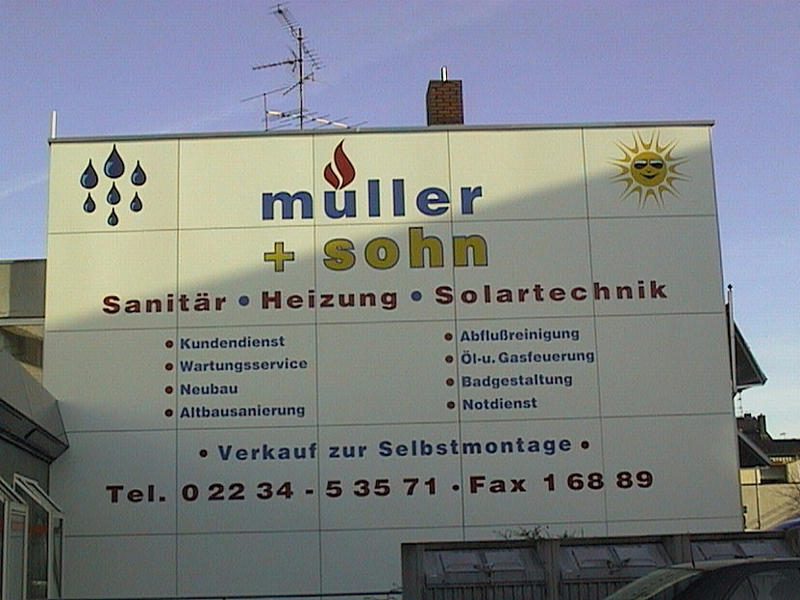 müller
+ sohn
Sanitär • Heizung • Solartechnik
• Kundendienst
• Wartungsservice
• Neubau
• Altbausanierung
• Abflußreinigung
• Öl-u. Gasfeuerung
• Badgestaltung
• Notdienst
• Verkauf zur Selbstmontage •
Tel. 0 22 34 - 5 35 71 • Fax 1 68 89